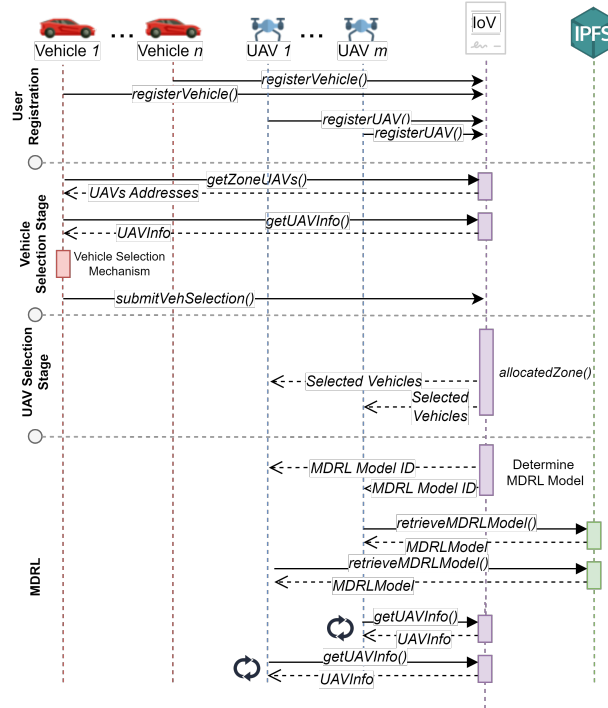 IoV
IPFS
Vehicle 1
...
Vehicle n
UAV 1
...
UAV m
User
Registration
registerVehicle()
registerVehicle()
registerUAV()
registerUAV()
Vehicle
Selection Stage
getZoneUAVs()
UAVs Addresses
getUAVInfo()
UAVInfo
Vehicle Selection
Mechanism
submitVehSelection()
UAV Selection
Stage
allocatedZone()
Selected Vehicles
Selected
Vehicles
MDRL
MDRL Model ID
Determine
MDRL Model
MDRL Model ID
retrieveMDRLModel()
MDRLModel
retrieveMDRLModel()
MDRLModel
getUAVInfo()
UAVInfo
getUAVInfo()
UAVInfo